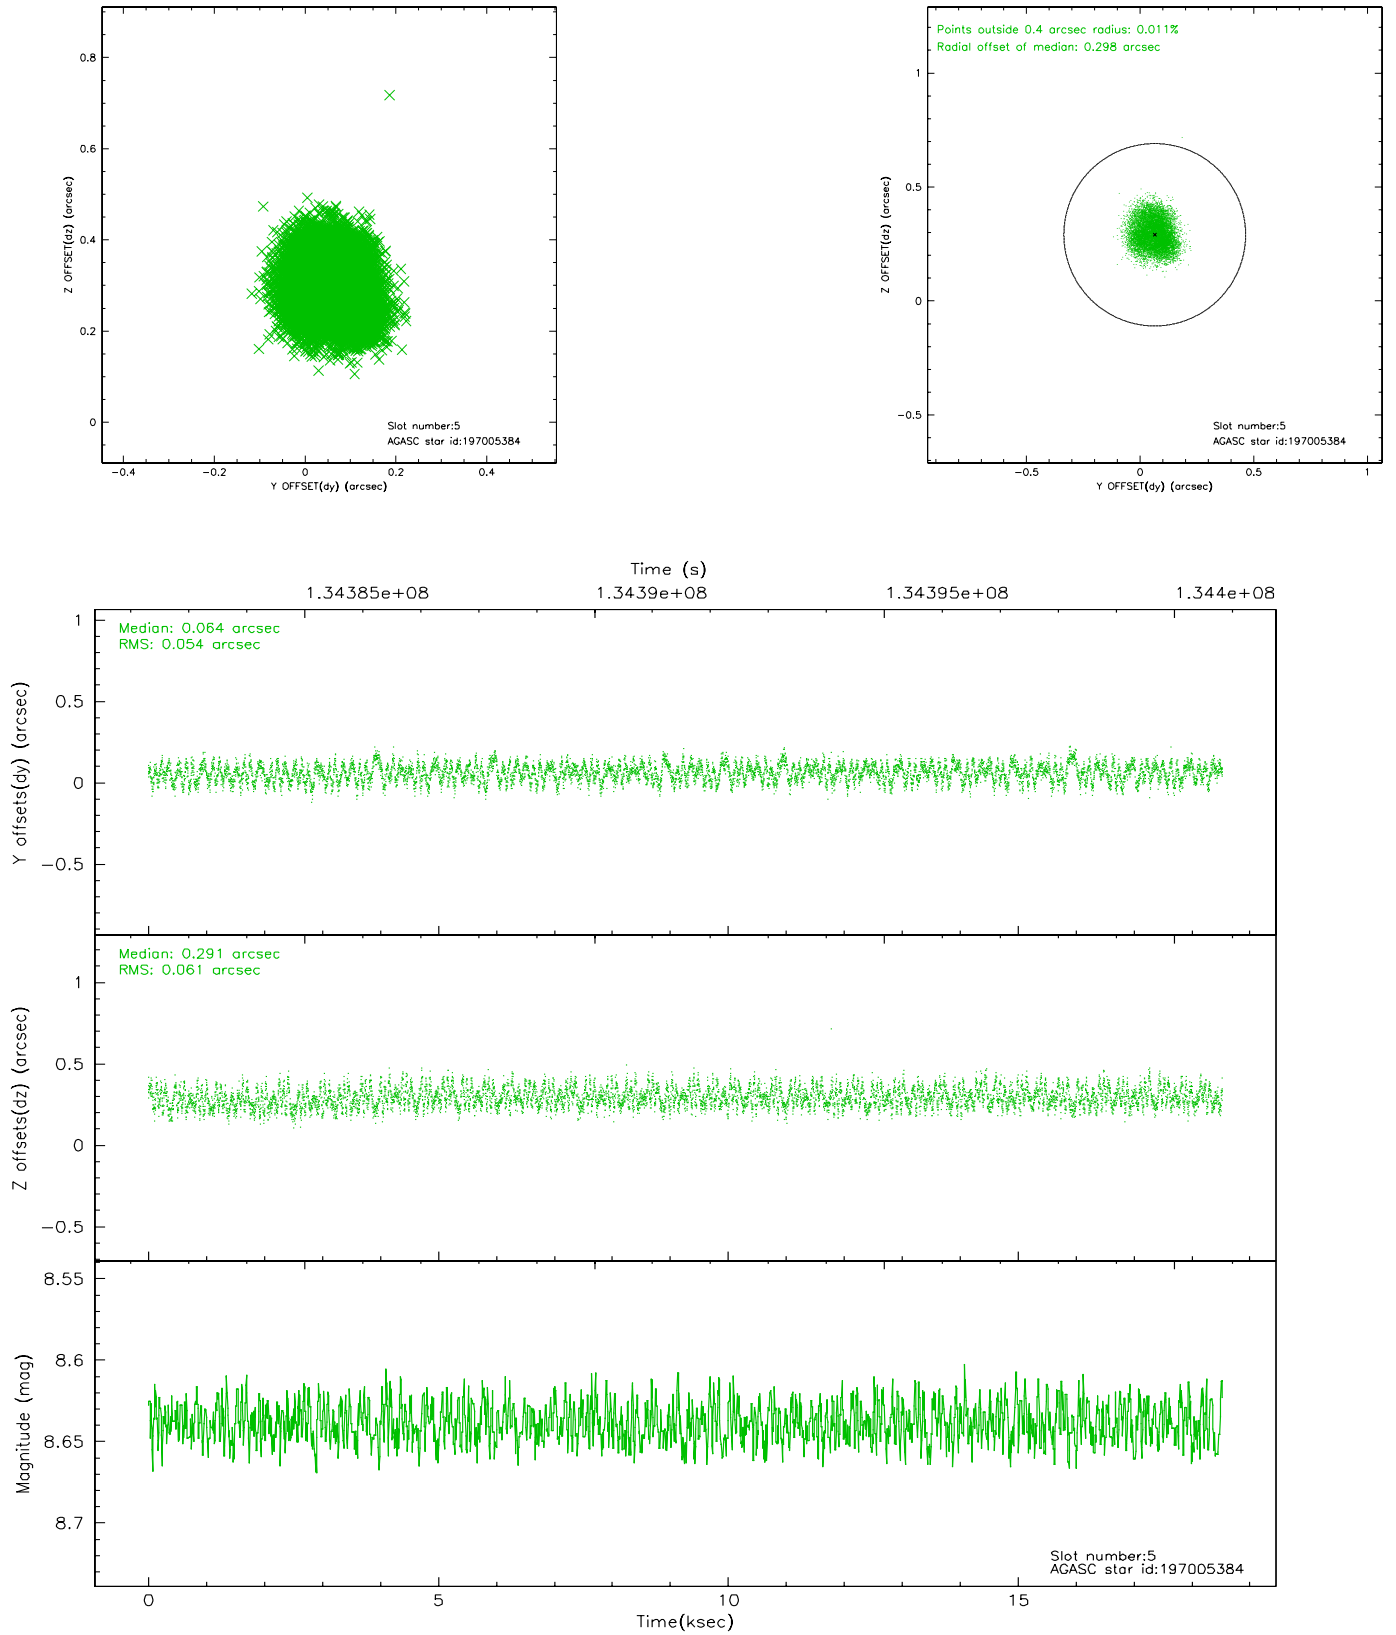 0.8
0.6
0.4
0.2
0
Z OFFSET(dz) (arcsec)
Slot number:5
AGASC star id:197005384
−0.4 −0.2 0 0.2 0.4
Y OFFSET(dy) (arcsec)
Points outside 0.4 arcsec radius: 0.011%
Radial offset of median: 0.298 arcsec
1
0.5
0
−0.5
Z OFFSET(dz) (arcsec)
Slot number:5
AGASC star id:197005384
−0.5 0 0.5 1
Y OFFSET(dy) (arcsec)
Time (s)
1.34385e+08 1.3439e+08 1.34395e+08 1.344e+08
Median: 0.064 arcsec
RMS: 0.054 arcsec
1
0.5
0
−0.5
Y offsets(dy) (arcsec)
Median: 0.291 arcsec
RMS: 0.061 arcsec
1
0.5
0
−0.5
Z offsets(dz) (arcsec)
8.55
8.6
8.65
8.7
Magnitude (mag)
Slot number:5
AGASC star id:197005384
0 5 10 15
Time(ksec)